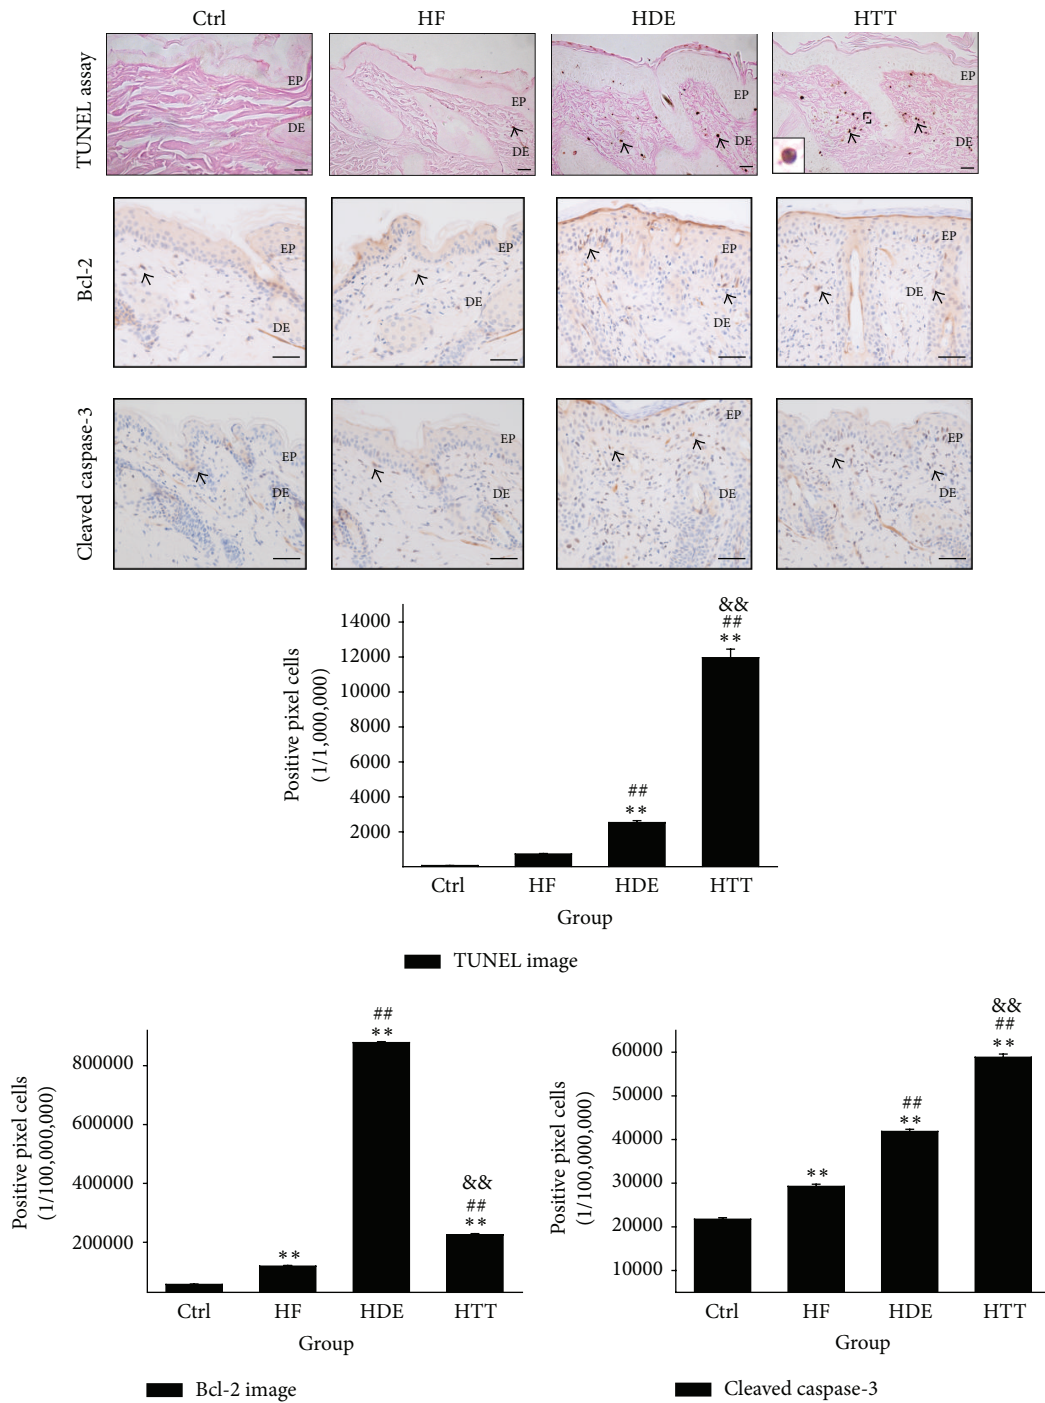 Ctrl HF HDE HTT
TUNEL assay
EP
DE
EP
DE
EP
DE
EP
DE
Bcl-2
EP
DE
EP
DE
EP
DE
EP
DE
Cleaved caspase-3
EP
DE
EP
DE
EP
DE
EP
DE
Positive pixel cells
(1/1,000,000)
14000
12000
10000
8000
6000
4000
2000
##
**
&&
##
**
Ctrl HF HDE HTT
Group
TUNEL image
Positive pixel cells
(1/100,000,000)
800000
600000
400000
200000
**
##
**
&&
##
**
Ctrl HF HDE HTT
Group
Bcl-2 image
Positive pixel cells
(1/100,000,000)
60000
50000
40000
30000
20000
10000
**
##
**
&&
##
**
Ctrl HF HDE HTT
Group
Cleaved caspase-3